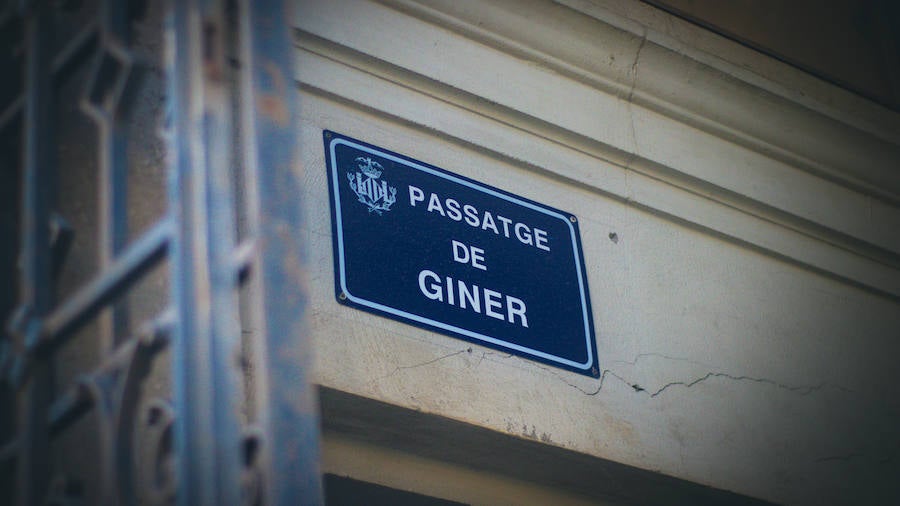 PASSATGE
DE
GINER